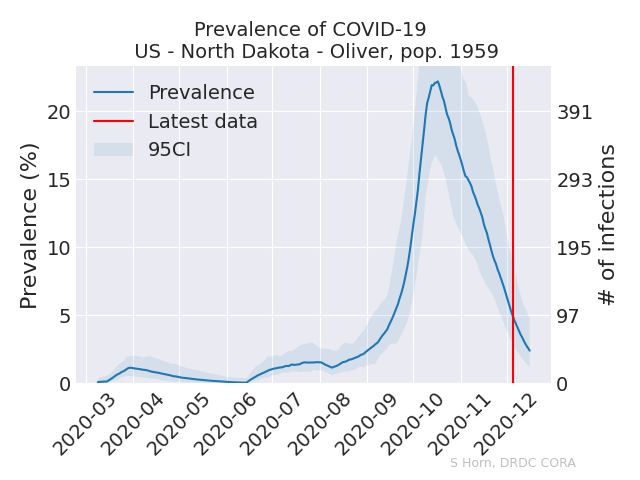 Prevalence of COVID-19
US - North Dakota - Oliver, pop. 1959
Prevalence
Latest data
95CI
Prevalence (%)
20
15
10
5
0
391
293
195
97
0
# of infections
2020-03
2020-04
2020-05
2020-06
2020-07
2020-08
2020-09
2020-10
2020-11
2020-12
S Horn, DRDC CORA